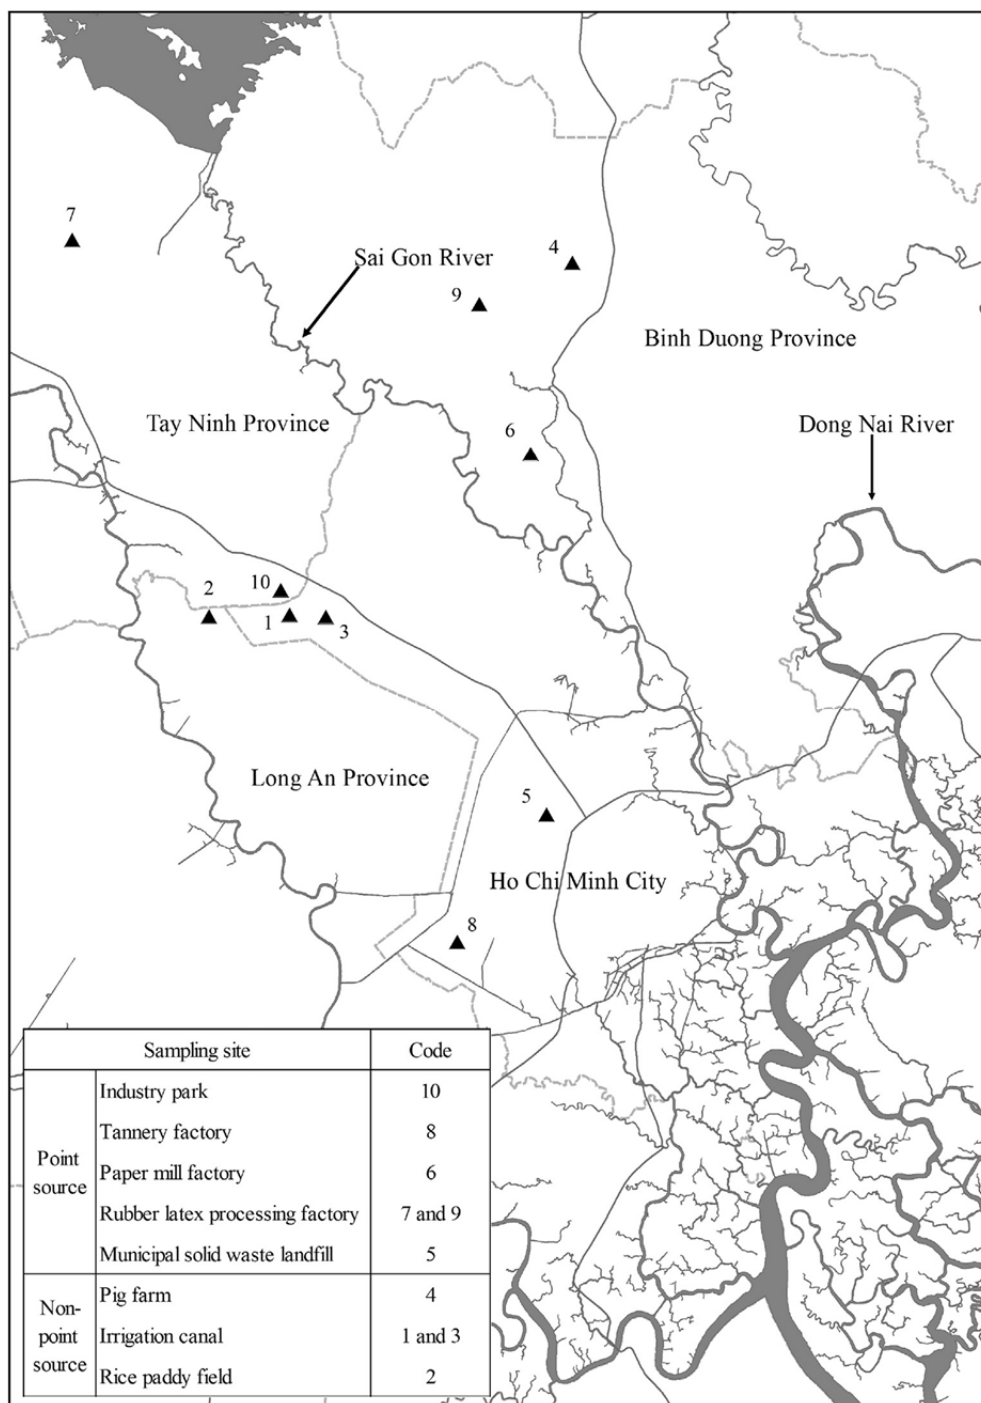 7
Sai Gon River
4
9
Binh Duong Province
Tay Ninh Province
6
Dong Nai River
10
2
1
3
Long An Province
5
Ho Chi Minh City
8
Sampling site Code
Point source
Industry park 10
Tannery factory 8
Paper mill factory 6
Rubber latex processing factory 7 and 9
Municipal solid waste landfill 5
Non-
point
source
Pig farm 4
Irrigation canal 1 and 3
Rice paddy field 2